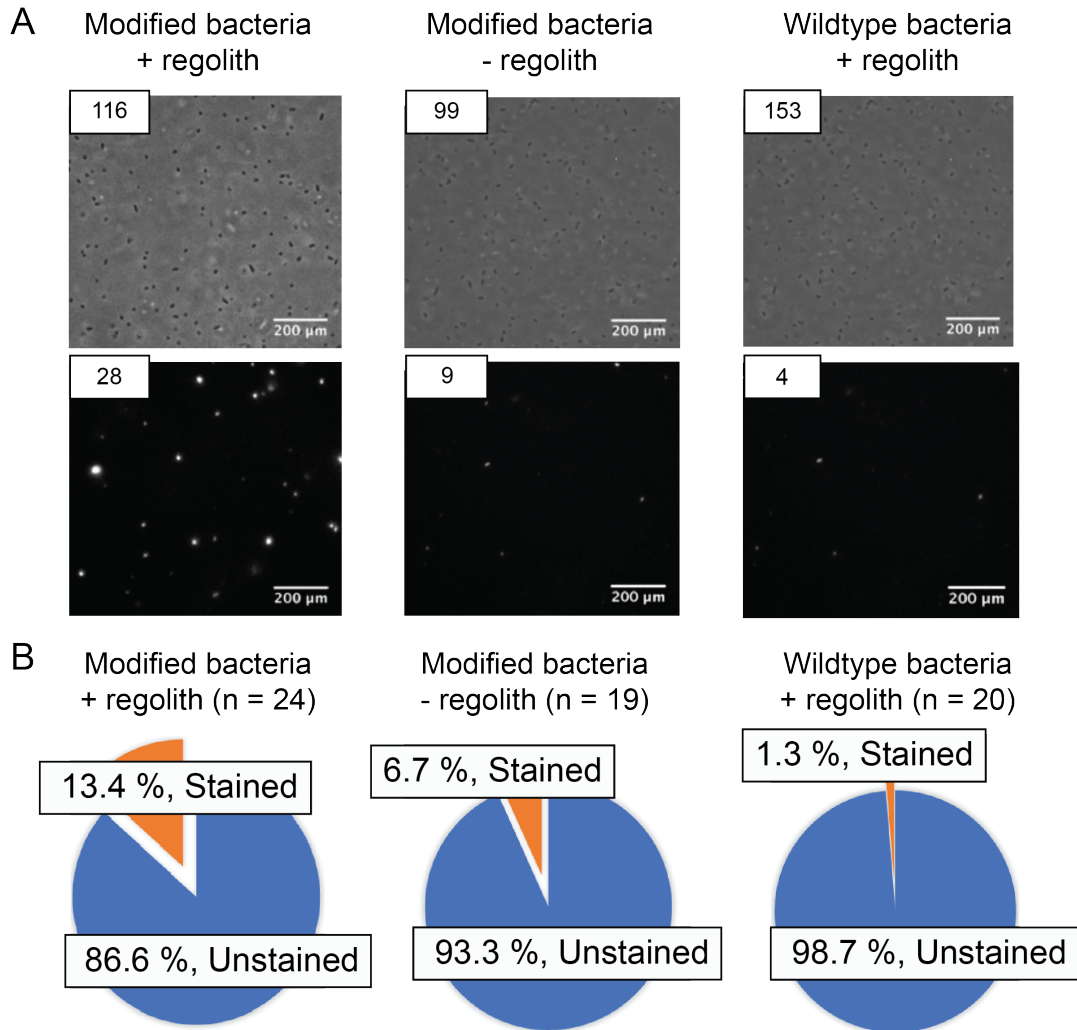 A
Modified bacteria
+ regolith
Modified bacteria
- regolith
Wildtype bacteria
+ regolith
116
99
153
200 µm
200 µm
200 µm
28
9
4
200 µm
200 µm
200 µm
B
Modified bacteria
+ regolith (n = 24)
Modified bacteria
- regolith (n = 19)
Wildtype bacteria
+ regolith (n = 20)
13.4 %, Stained
6.7 %, Stained
1.3 %, Stained
86.6 %, Unstained
93.3 %, Unstained
98.7 %, Unstained